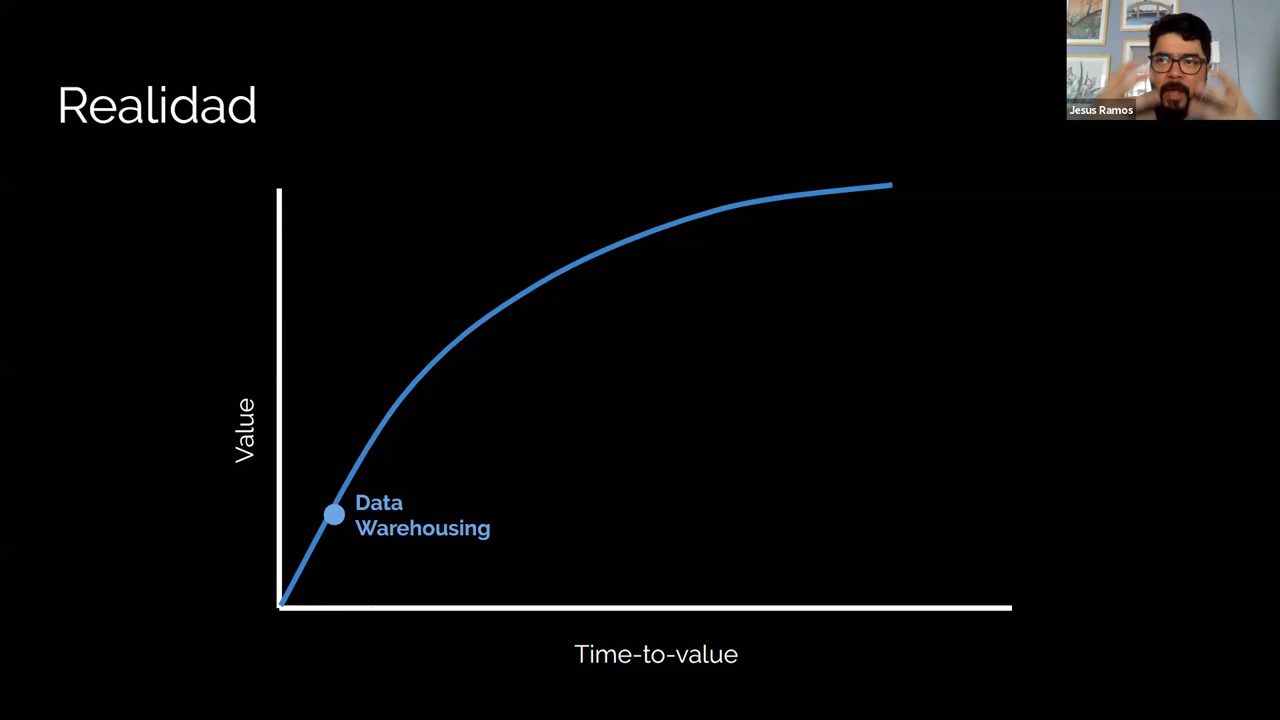 Realidad
Jesus Ramos
Value
Data
Warehousing
Time-to-value